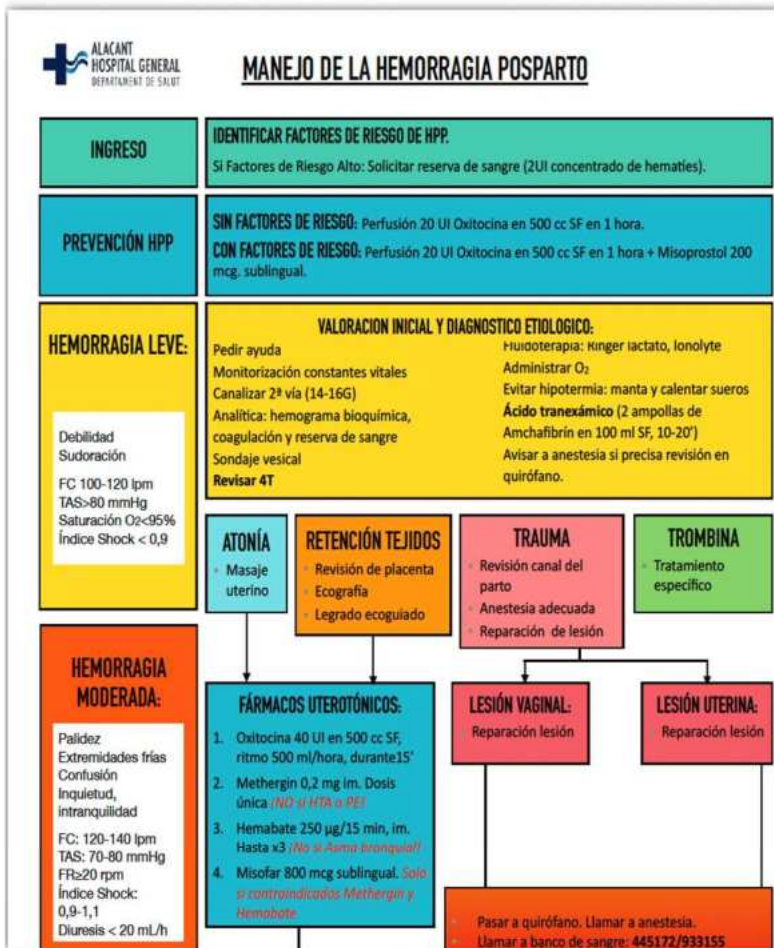 ALACANT
HOSPITAL GENERAL
DEPARTAMENT DE SALUT
MANEJO DE LA HEMORRAGIA POSPARTO
INGRESO
IDENTIFICAR FACTORES DE RIESGO DE HPP.
Si Factores de Riesgo Alto: Solicitar reserva de sangre (2UI concentrado de hematíes).
PREVENCIÓN HPP
SIN FACTORES DE RIESGO: Perfusión 20 UI Oxitocina en 500 cc SF en 1 hora.
CON FACTORES DE RIESGO: Perfusión 20 UI Oxitocina en 500 cc SF en 1 hora + Misoprostol 200
mcg. sublingual.
HEMORRAGIA LEVE:
Debilidad
Sudoración
FC 100-120 lpm
TAS>80 mmHg
Saturación O2<95%
Índice Shock < 0,9
VALORACION INICIAL Y DIAGNOSTICO ETIOLOGICO:
Pedir ayuda
Monitorización constantes vitales
Canalizar 2ª vía (14-16G)
Analítica: hemograma bioquímica,
coagulación y reserva de sangre
Sondaje vesical
Revisar 4T
Fluidoterapia: Ringer lactato, Ionolyte
Administrar O2
Evitar hipotermia: manta y calentar sueros
Ácido tranexámico (2 ampollas de
Amchafibrín en 100 ml SF, 10-20')
Avisar a anestesia si precisa revisión en
quirófano.
ATONÍA
• Masaje
uterino
RETENCIÓN TEJIDOS
• Revisión de placenta
• Ecografía
• Legrado ecoguiado
TRAUMA
• Revisión canal del
parto
• Anestesia adecuada
• Reparación de lesión
TROMBINA
• Tratamiento
específico
HEMORRAGIA
MODERADA:
Palidez
Extremidades frías
Confusión
Inquietud,
intranquilidad
FC: 120-140 lpm
TAS: 70-80 mmHg
FR≥20 rpm
Índice Shock:
0,9-1,1
Diuresis < 20 mL/h
FÁRMACOS UTEROTÓNICOS:
1. Oxitocina 40 UI en 500 cc SF,
ritmo 500 ml/hora, durante15'
2. Methergin 0,2 mg im. Dosis
única ¡NO si HTA o PE!
3. Hemabate 250 µg/15 min, im.
Hasta x3 ¡No si Asma bronquial!
4. Misofar 800 mcg sublingual. Solo
si contraindicados Methergin y
Hemabate
LESIÓN VAGINAL:
Reparación lesión
LESIÓN UTERINA:
Reparación lesión
• Pasar a quirófano. Llamar a anestesia.
• Llamar a banco de sangre: 445172/933155